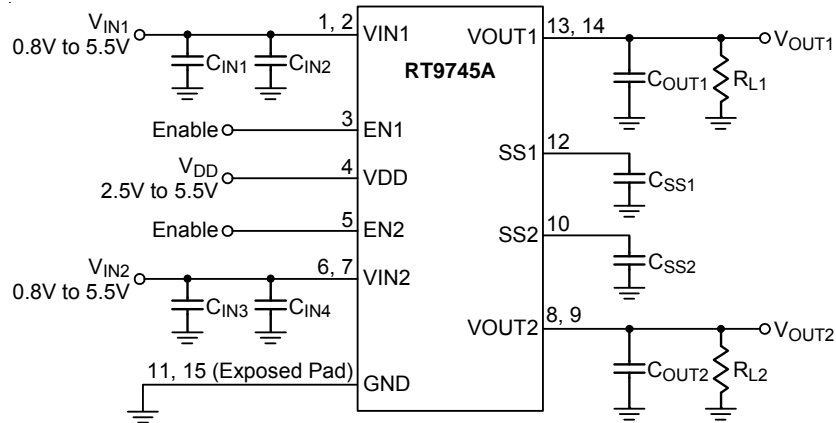 VIN1
0.8V to 5.5V
CIN1
CIN2
1, 2
VIN1
Enable
3
EN1
VDD
2.5V to 5.5V
4
VDD
Enable
5
EN2
VIN2
0.8V to 5.5V
CIN3
CIN4
6, 7
VIN2
11, 15 (Exposed Pad)
GND
RT9745A
VOUT1
13, 14
VOUT1
COUT1
RL1
SS1
12
CSS1
SS2
10
CSS2
VOUT2
8, 9
VOUT2
COUT2
RL2